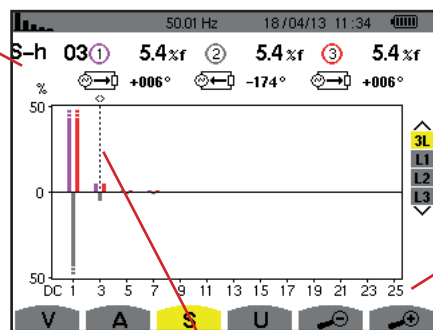 50.01 Hz 18/04/13 11:34
S-h 03 1 5.4 %f 2 5.4 %f 3 5.4 %f
+006° -174° +006°
%
50
3L
L1
L2
L3
0
50
DC 1 3 5 7 9 11 13 15 17 19 21 23 25
V A S U